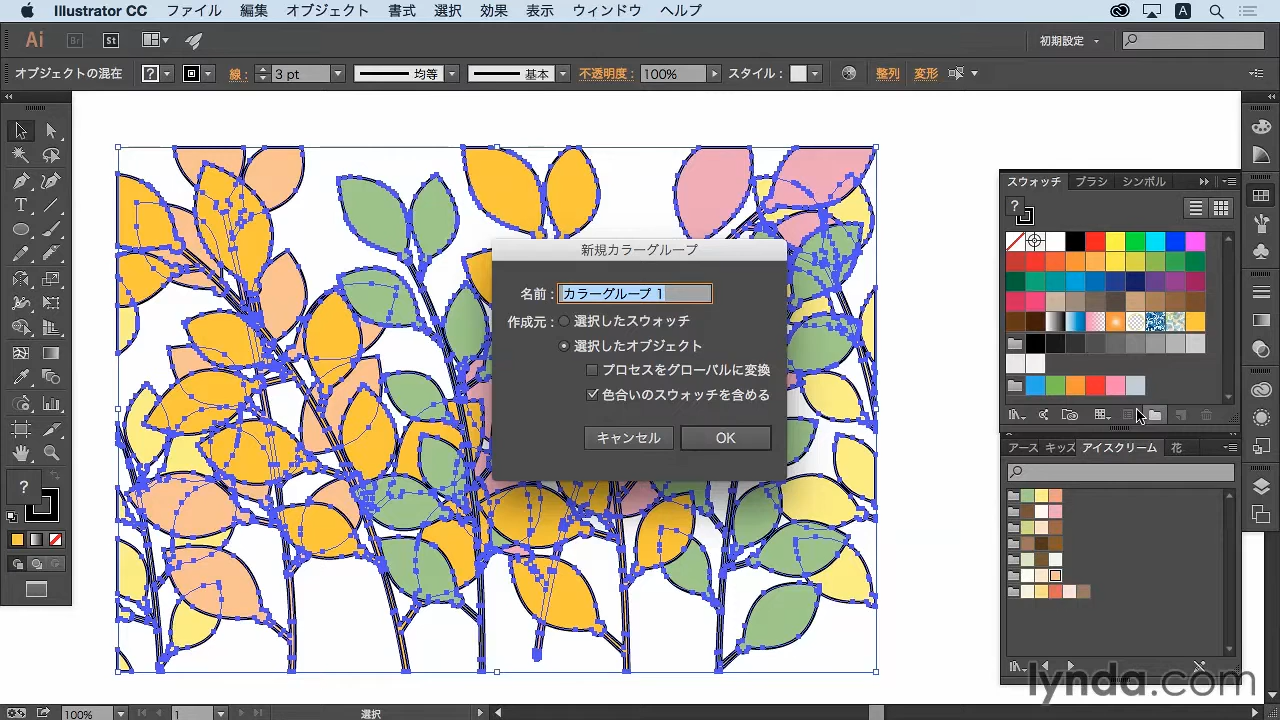 Illustrator CC ファイル 編集 オブジェクト 書式 選択 効果 表示 ウィンドウ ヘルプ
Ai Br St 初期設定
オブジェクトの混在 ? 線 : 3 pt 均等 基本 不透明度 : 100% スタイル : 整列 変形
スウォッチ ブラシ シンボル
?
新規カラーグループ
名前 : カラーグループ 1
作成元 : 選択したスウォッチ
選択したオブジェクト
プロセスをグローバルに変換
色合いのスウォッチを含める
キャンセル OK
アース キッズ アイスクリーム 花
?
lynda.com
100% 1 選択